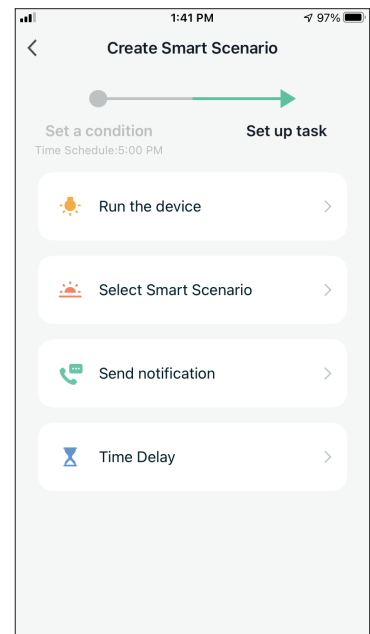 1:41 PM
97%
Create Smart Scenario
Set a condition
Set up task
Time Schedule:5:00 PM
Run the device
Select Smart Scenario
Send notification
Time Delay